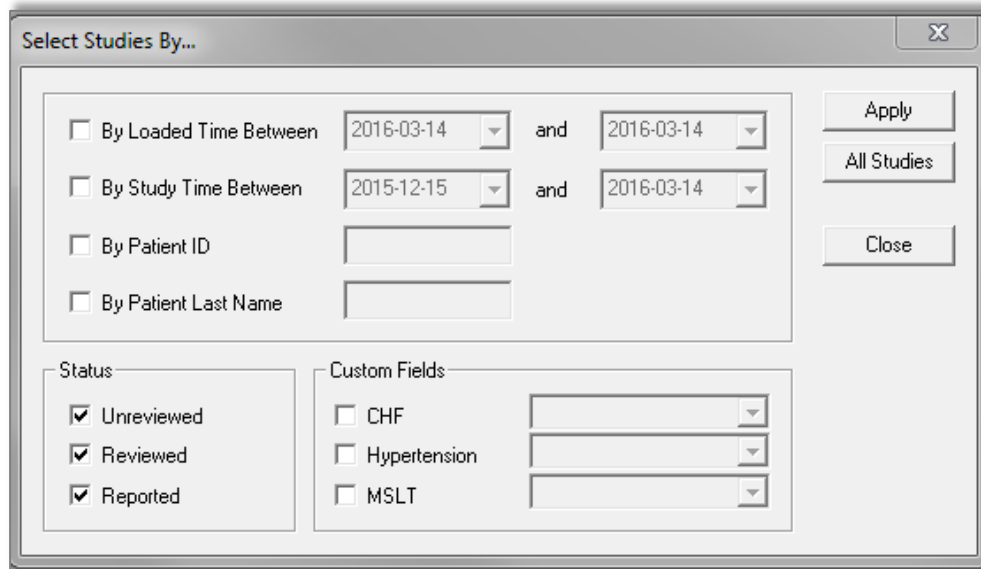 Select Studies By...
By Loaded Time Between 2016-03-14 and 2016-03-14
Apply
By Study Time Between 2015-12-15 and 2016-03-14
All Studies
By Patient ID
Close
By Patient Last Name
Status
Unreviewed
Reviewed
Reported
Custom Fields
CHF
Hypertension
MSLT